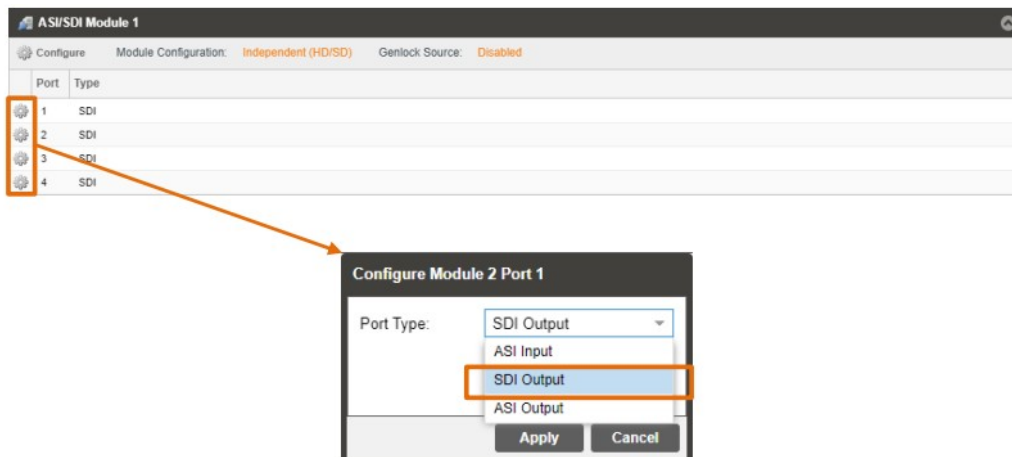 ASI/SDI Module 1
Configure Module Configuration: Independent (HD/SD) Genlock Source: Disabled
Port Type
1 SDI
2 SDI
3 SDI
4 SDI
Configure Module 2 Port 1
Port Type: SDI Output
ASI Input
SDI Output
ASI Output
Apply Cancel